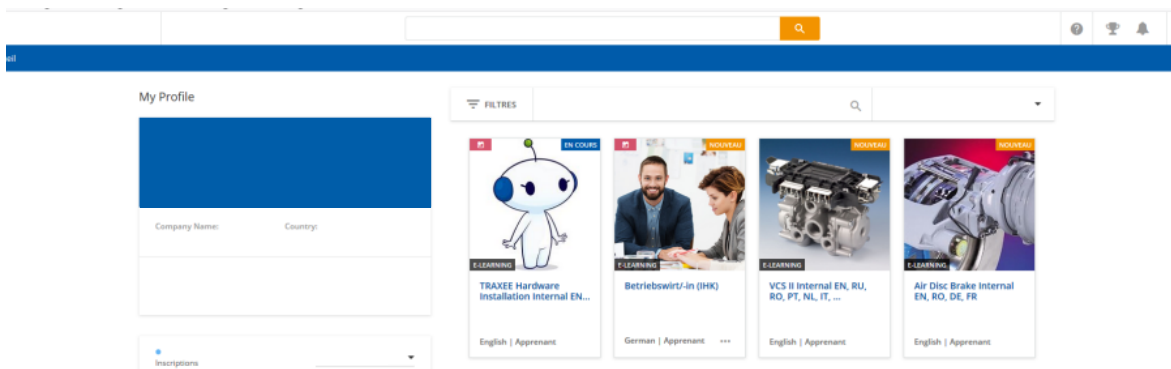 eil
My Profile
FILTRES
Company Name:
Country:
Inscriptions
EN COURS
E-LEARNING
TRAXEE Hardware
Installation Internal EN...
English | Apprenant
NOUVEAU
E-LEARNING
Betriebswirt/-in (IHK)
German | Apprenant
NOUVEAU
E-LEARNING
VCS II Internal EN, RU,
RO, PT, NL, IT, ...
English | Apprenant
NOUVEAU
E-LEARNING
Air Disc Brake Internal
EN, RO, DE, FR
English | Apprenant